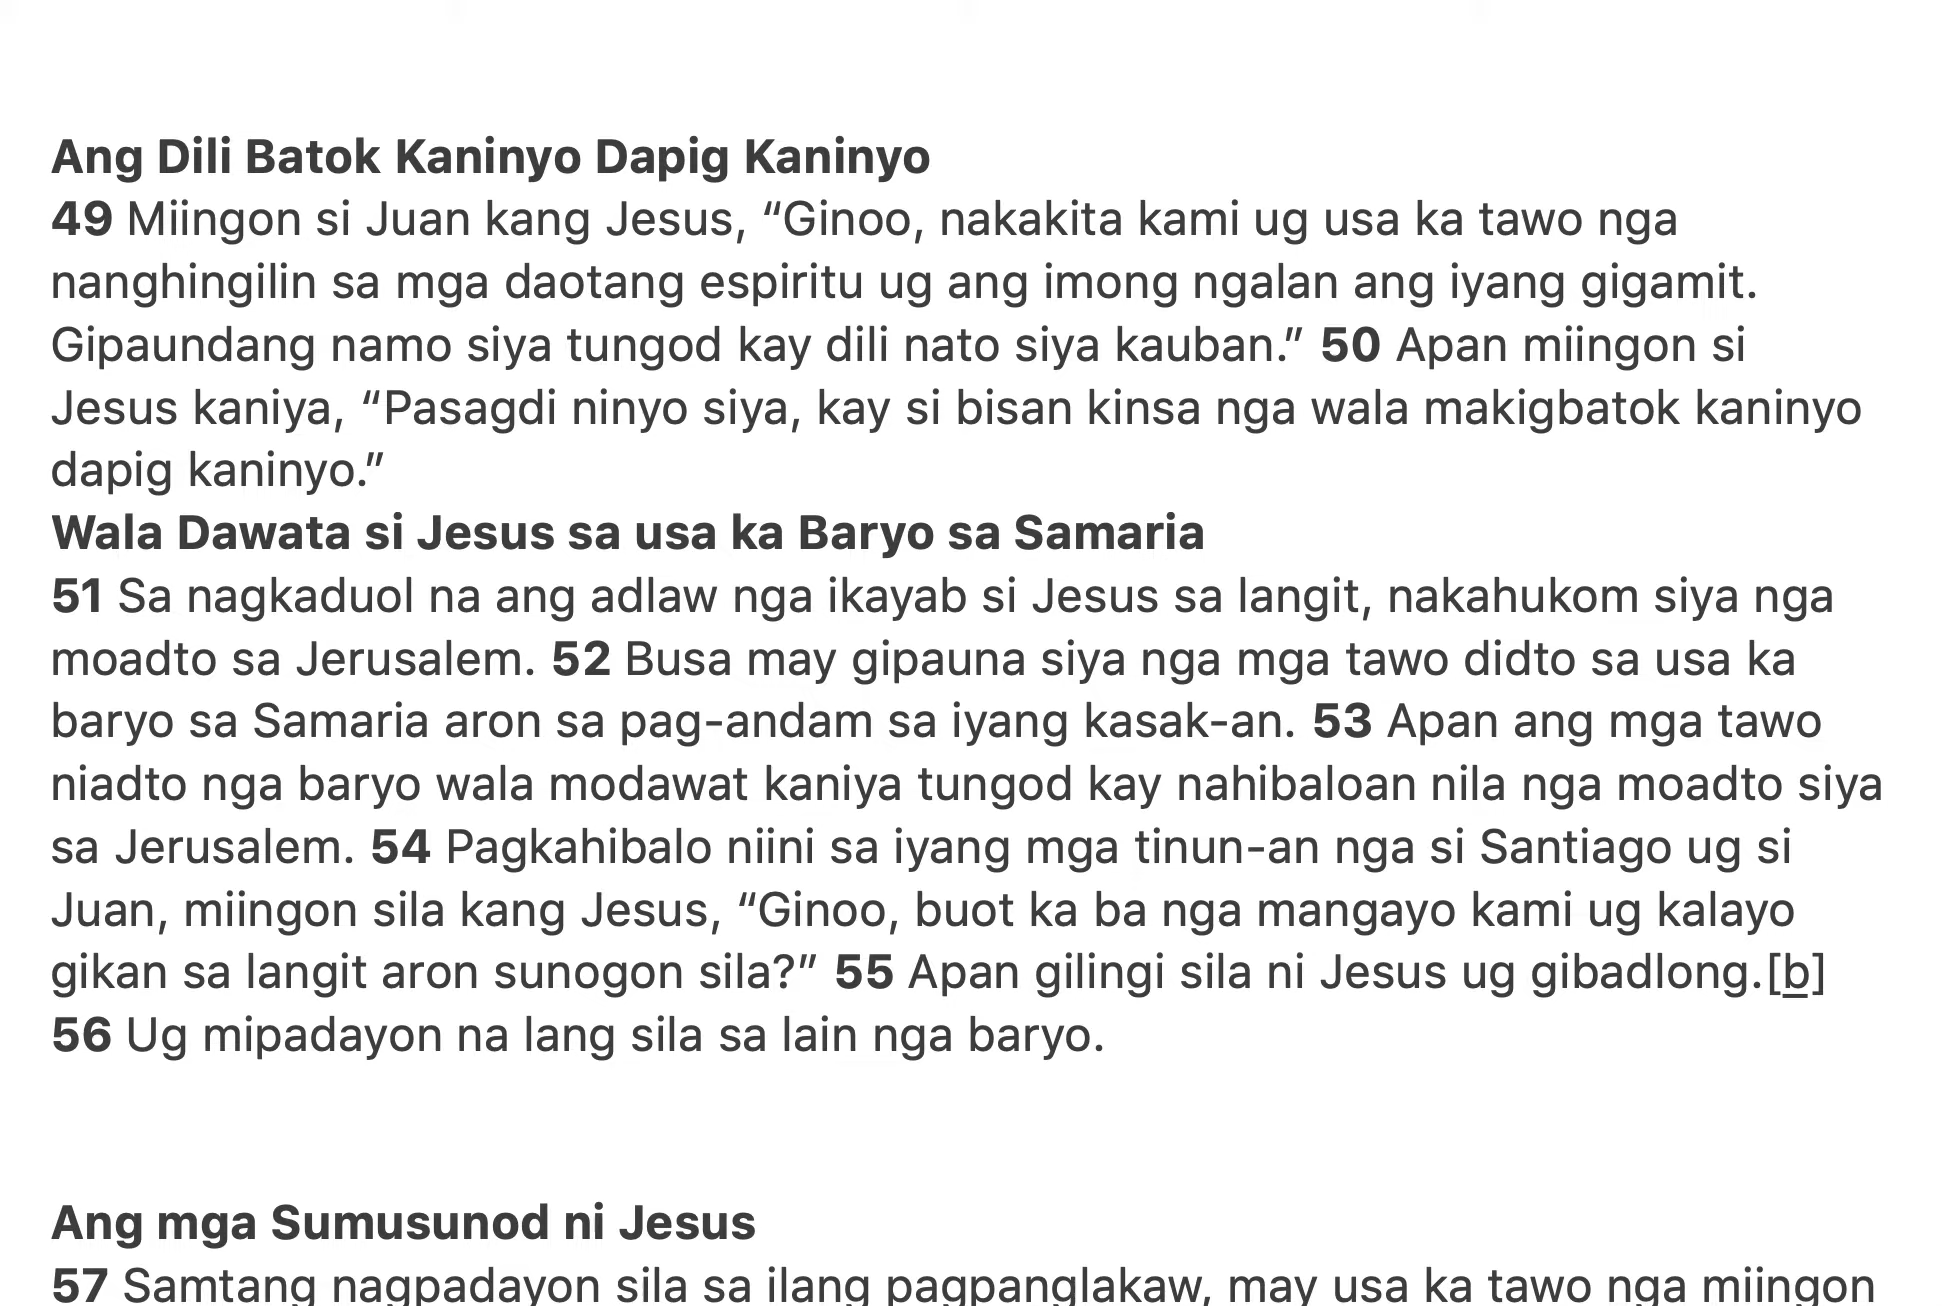 Ang Dili Batok Kaninyo Dapig Kaninyo
49 Miingon si Juan kang Jesus, “Ginoo, nakakita kami ug usa ka tawo nga
nanghingilin sa mga daotang espiritu ug ang imong ngalan ang iyang gigamit.
Gipaundang namo siya tungod kay dili nato siya kauban.” 50 Apan miingon si
Jesus kaniya, “Pasagdi ninyo siya, kay si bisan kinsa nga wala makigbatok kaninyo
dapig kaninyo.”
Wala Dawata si Jesus sa usa ka Baryo sa Samaria
51 Sa nagkaduol na ang adlaw nga ikayab si Jesus sa langit, nakahukom siya nga
moadto sa Jerusalem. 52 Busa may gipauna siya nga mga tawo didto sa usa ka
baryo sa Samaria aron sa pag-andam sa iyang kasak-an. 53 Apan ang mga tawo
niadto nga baryo wala modawat kaniya tungod kay nahibaloan nila nga moadto siya
sa Jerusalem. 54 Pagkahibalo niini sa iyang mga tinun-an nga si Santiago ug si
Juan, miingon sila kang Jesus, “Ginoo, buot ka ba nga mangayo kami ug kalayo
gikan sa langit aron sunogon sila?” 55 Apan gilingi sila ni Jesus ug gibadlong.[b]
56 Ug mipadayon na lang sila sa lain nga baryo.
Ang mga Sumusunod ni Jesus
57 Samtang nagpadayon sila sa ilang pagpanglakaw, may usa ka tawo nga miingon